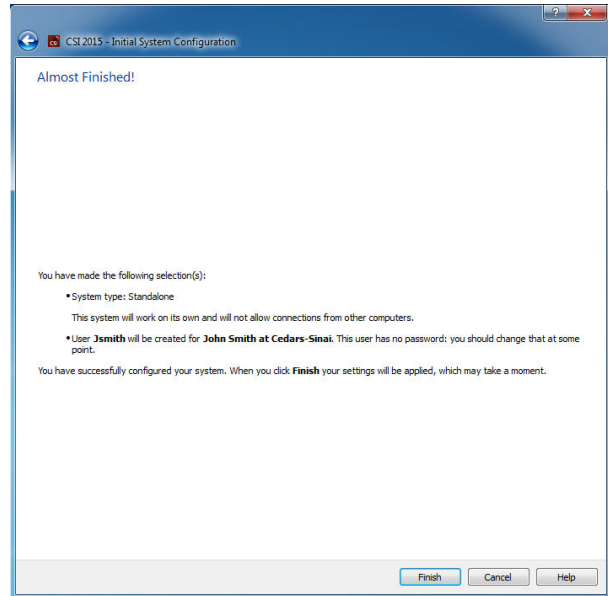 ?
X
CSI CSI 2015 - Initial System Configuration
Almost Finished!
You have made the following selection(s):
• System type: Standalone
This system will work on its own and will not allow connections from other computers.
• User Jsmith will be created for John Smith at Cedars-Sinai. This user has no password: you should change that at some
point.
You have successfully configured your system. When you click Finish your settings will be applied, which may take a moment.
Finish Cancel Help